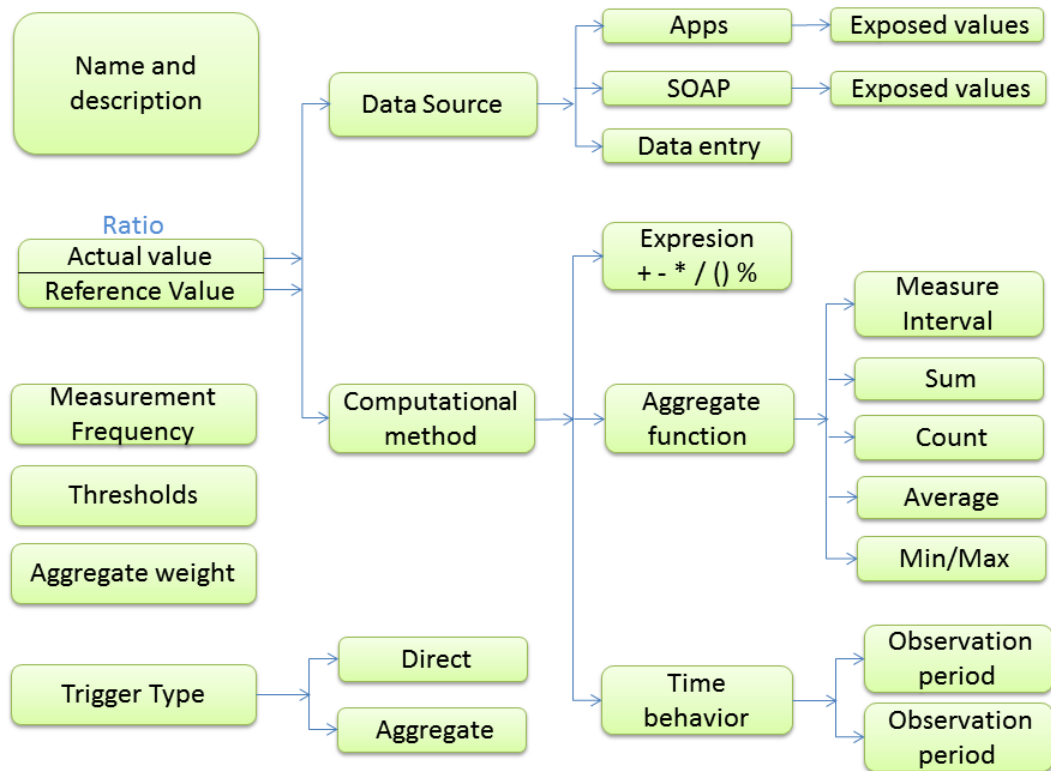 Name and
description
Ratio
Actual value
Reference Value
Measurement
Frequency
Thresholds
Aggregate weight
Trigger Type
Direct
Aggregate
Data Source
Apps
Exposed values
SOAP
Exposed values
Data entry
Computational
method
Expresion
+ - * / () %
Aggregate
function
Measure
Interval
Sum
Count
Average
Min/Max
Time
behavior
Observation
period
Observation
period